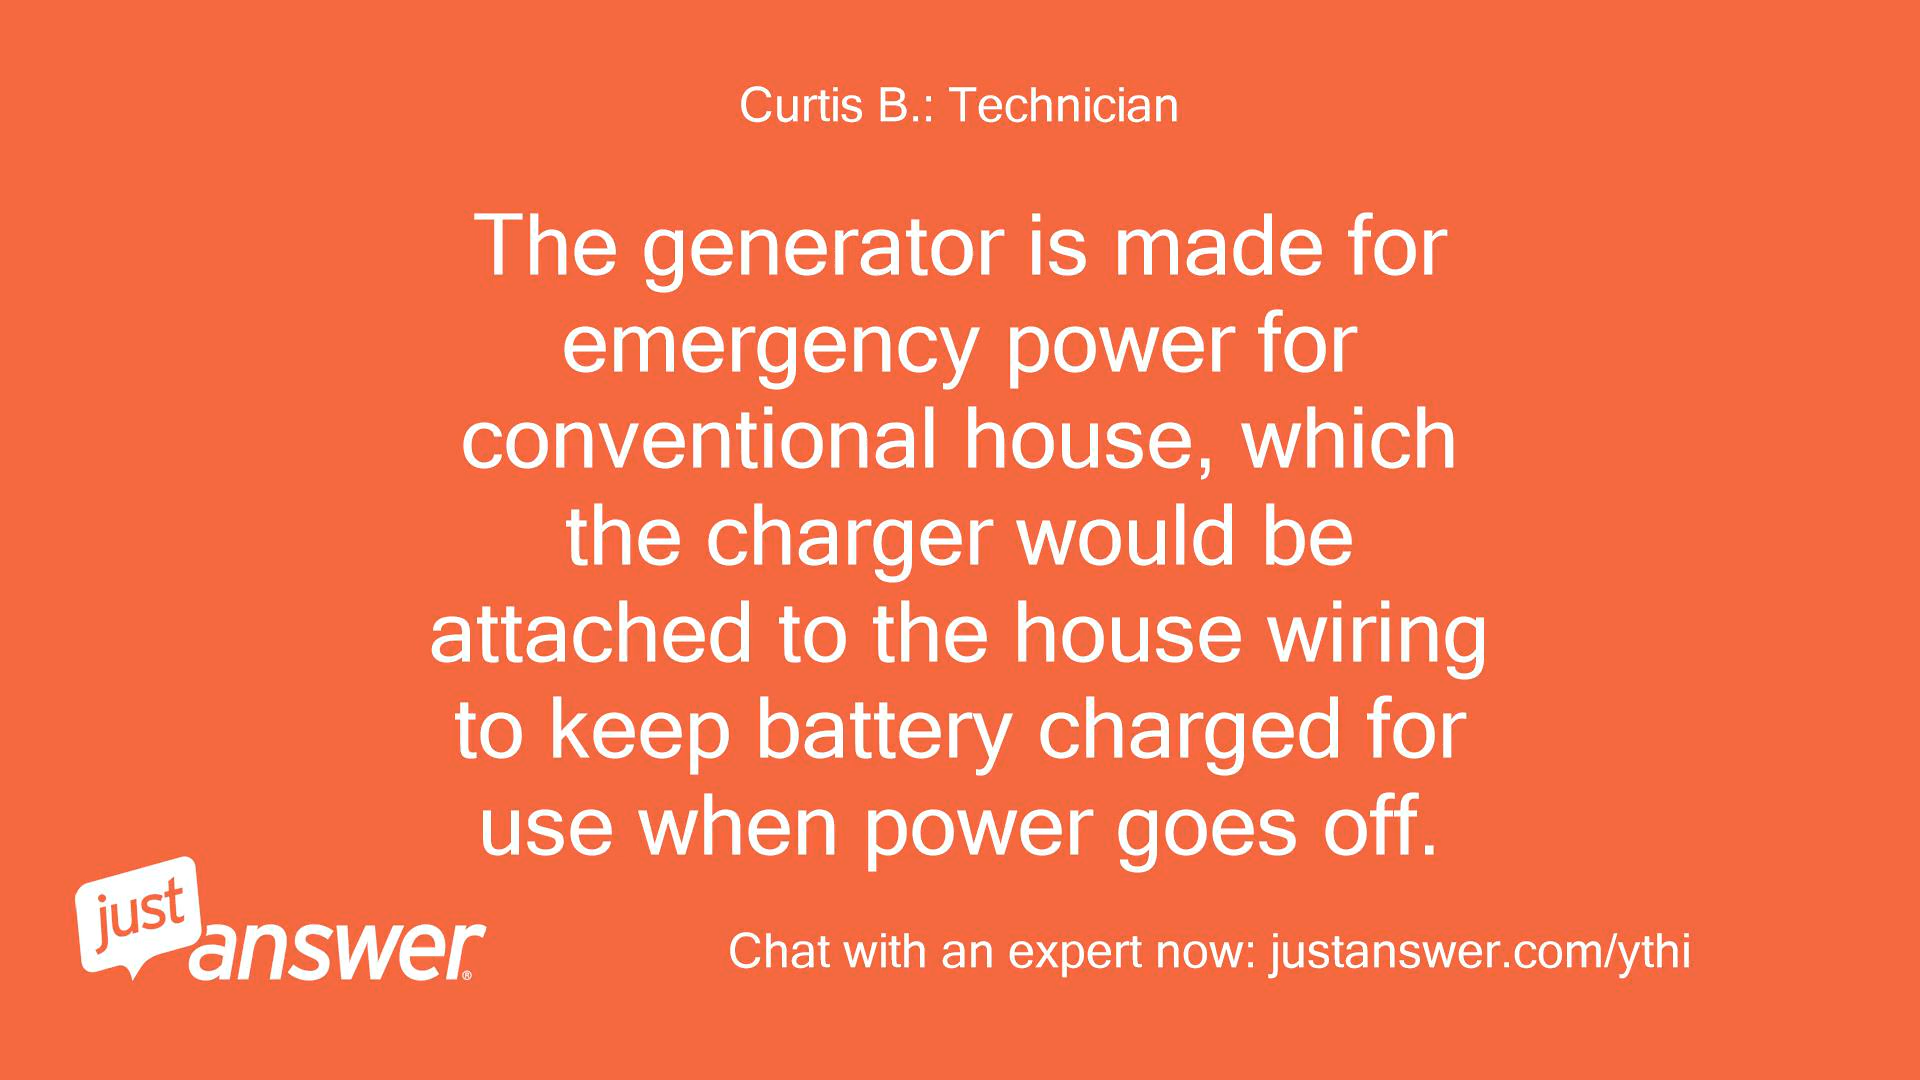 Curtis B.: Technician
The generator is made for
emergency power for
conventional house, which
the charger would be
attached to the house wiring
to keep battery charged for
use when power goes off.
just
answer®
Chat with an expert now: justanswer.com/ythi